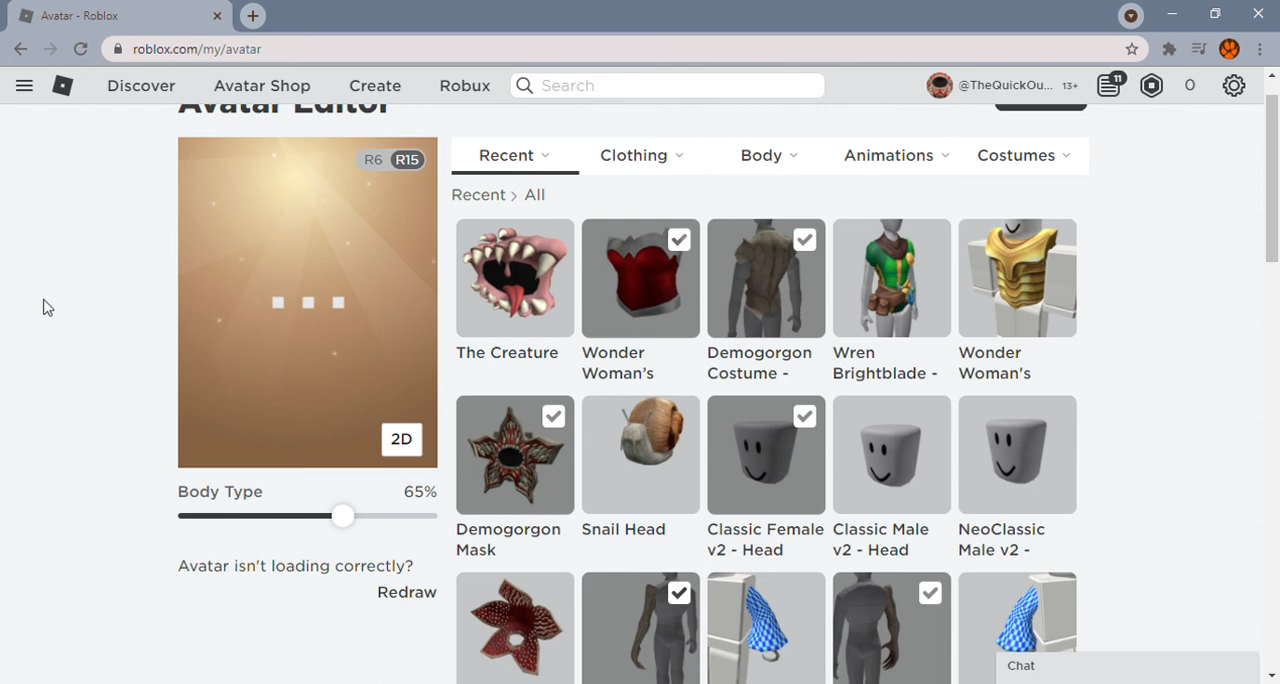 Avatar - Roblox
roblox.com/my/avatar
Discover Avatar Shop Create Robux Search @TheQuickOu... 13+ 11 0
Avatar Editor
R6 R15
2D
Body Type 65%
Avatar isn't loading correctly?
Redraw
Recent Clothing Body Animations Costumes
Recent > All
The Creature
Wonder
Woman's
Demogorgon
Costume -
Wren
Brightblade -
Wonder
Woman's
Demogorgon
Mask
Snail Head
Classic Female
v2 - Head
Classic Male
v2 - Head
NeoClassic
Male v2 -
Chat